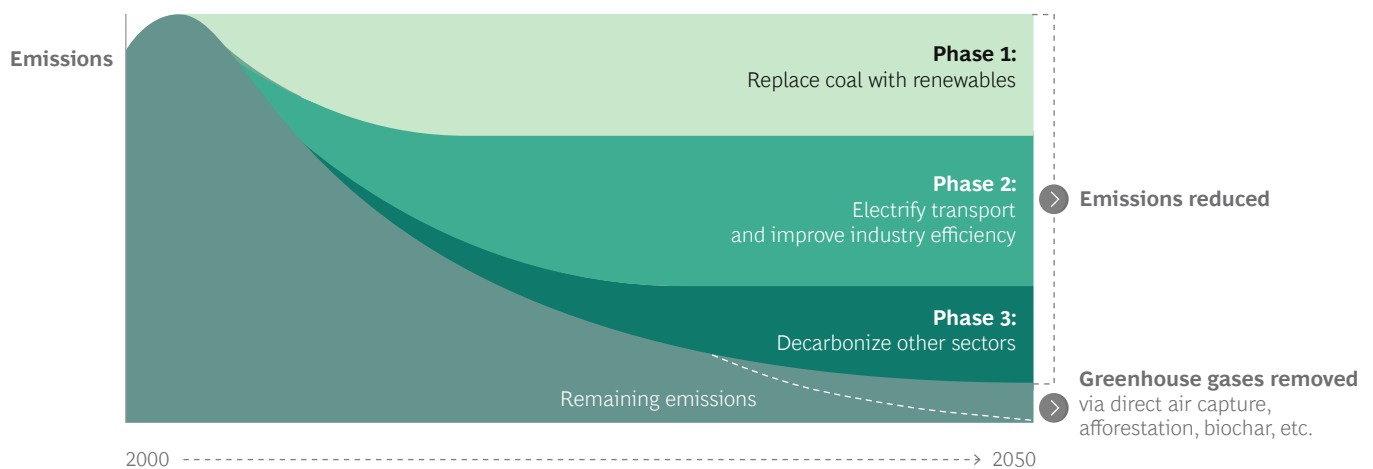 Emissions
Phase 1:
Replace coal with renewables
Phase 2:
Electrify transport
and improve industry efficiency
Emissions reduced
Phase 3:
Decarbonize other sectors
Remaining emissions
Greenhouse gases removed
via direct air capture,
afforestation, biochar, etc.
2000
2050